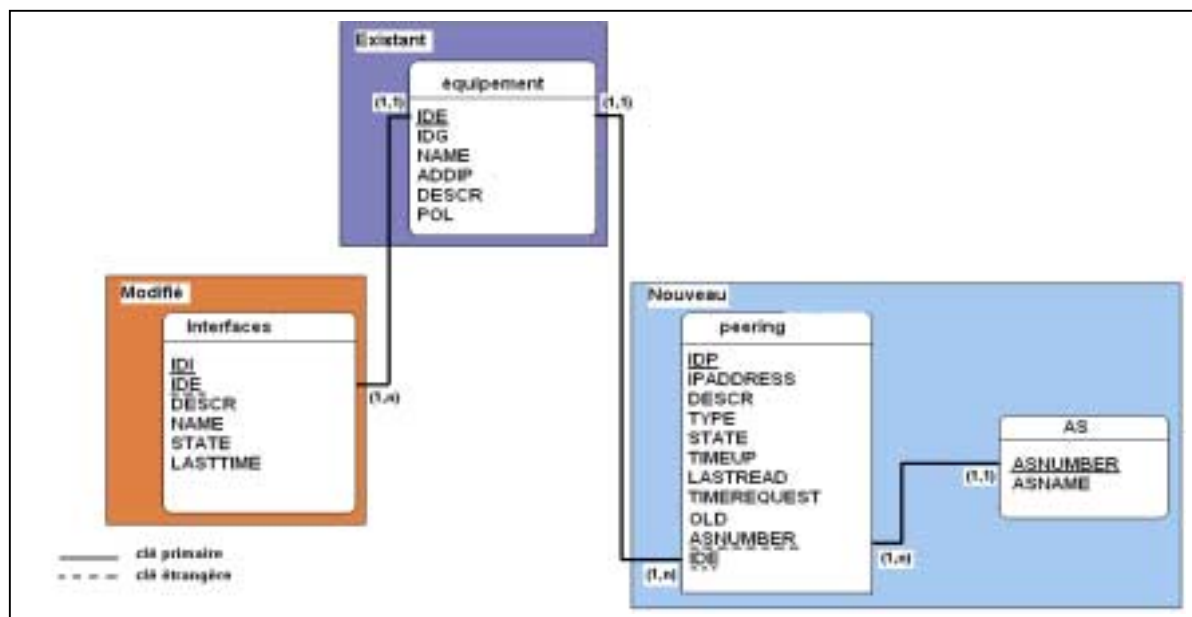 Existant
équipement
(1,1)
(1,1)
IDE
IDG
NAME
ADDIP
DESCR
POL
Modifié
Interfaces
IDI
IDE
DESCR
NAME
STATE
LASTTIME
(1,n)
Nouveau
peering
IDP
IPADDRESS
DESCR
TYPE
STATE
TIMEUP
LASTREAD
TIMEREQUEST
OLD
ASNUMBER
IDE
(1,n)
(1,n)
AS
(1,1)
ASNUMBER
ASNAME
clé primaire
clé étrangère